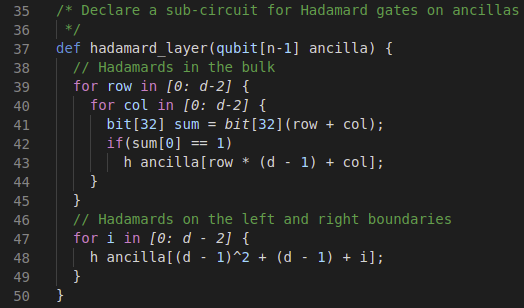 35 /* Declare a sub-circuit for Hadamard gates on ancillas
36 */
37 def hadamard_layer(qubit[n-1] ancilla) {
38 // Hadamards in the bulk
39 for row in [0: d-2] {
40 for col in [0: d-2] {
41 bit[32] sum = bit[32](row + col);
42 if(sum[0] == 1)
43 h ancilla[row * (d - 1) + col];
44 }
45 }
46 // Hadamards on the left and right boundaries
47 for i in [0: d - 2] {
48 h ancilla[(d - 1)^2 + (d - 1) + i];
49 }
50 }